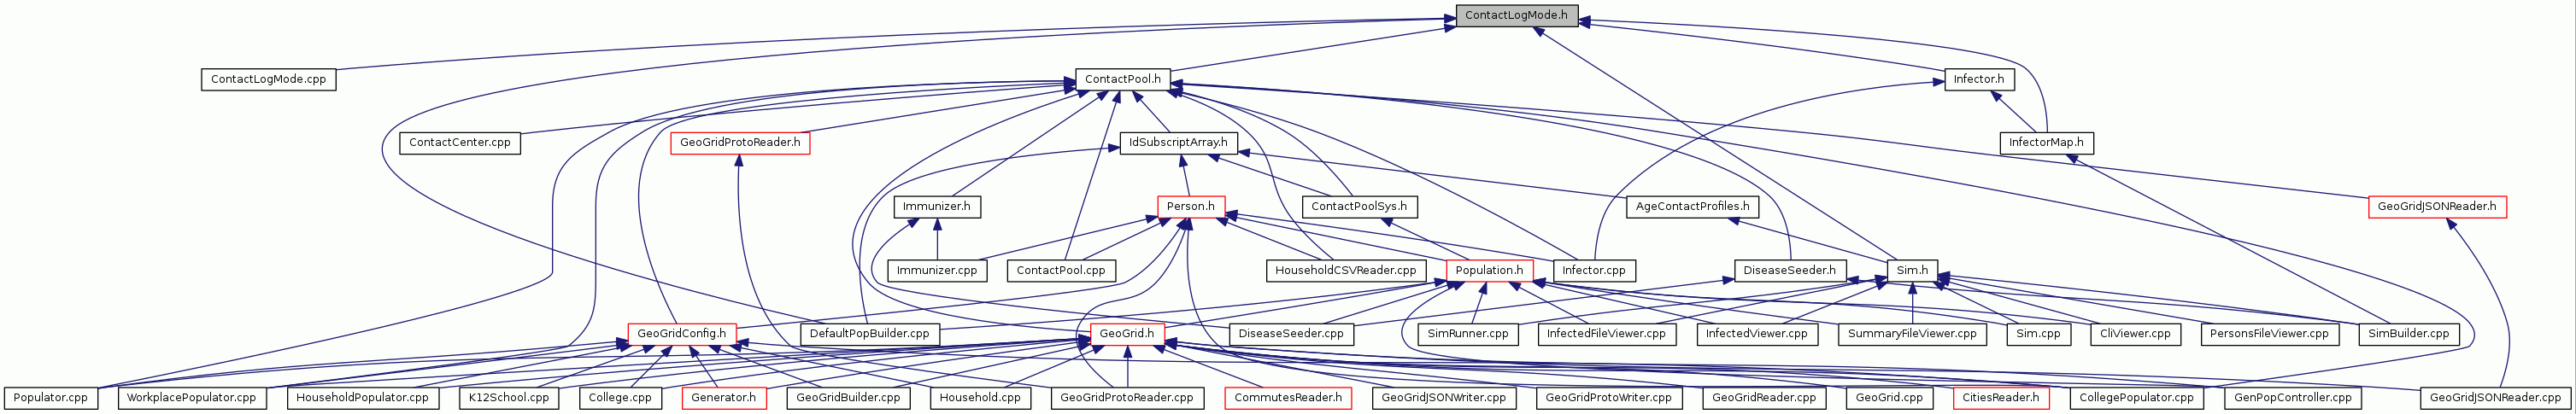 ContactLogMode.h
ContactLogMode.cpp
ContactPool.h
Infector.h
ContactCenter.cpp
GeoGridProtoReader.h
IdSubscriptArray.h
InfectorMap.h
Immunizer.h
Person.h
ContactPoolSys.h
AgeContactProfiles.h
GeoGridJSONReader.h
Immunizer.cpp
ContactPool.cpp
HouseholdCSVReader.cpp
Population.h
Infector.cpp
DiseaseSeeder.h
Sim.h
GeoGridConfig.h
DefaultPopBuilder.cpp
GeoGrid.h
DiseaseSeeder.cpp
SimRunner.cpp
InfectedFileViewer.cpp
InfectedViewer.cpp
SummaryFileViewer.cpp
Sim.cpp
CliViewer.cpp
PersonsFileViewer.cpp
SimBuilder.cpp
Populator.cpp
WorkplacePopulator.cpp
HouseholdPopulator.cpp
K12School.cpp
College.cpp
Generator.h
GeoGridBuilder.cpp
Household.cpp
GeoGridProtoReader.cpp
CommutesReader.h
GeoGridJSONWriter.cpp
GeoGridProtoWriter.cpp
GeoGridReader.cpp
GeoGrid.cpp
CitiesReader.h
CollegePopulator.cpp
GenPopController.cpp
GeoGridJSONReader.cpp